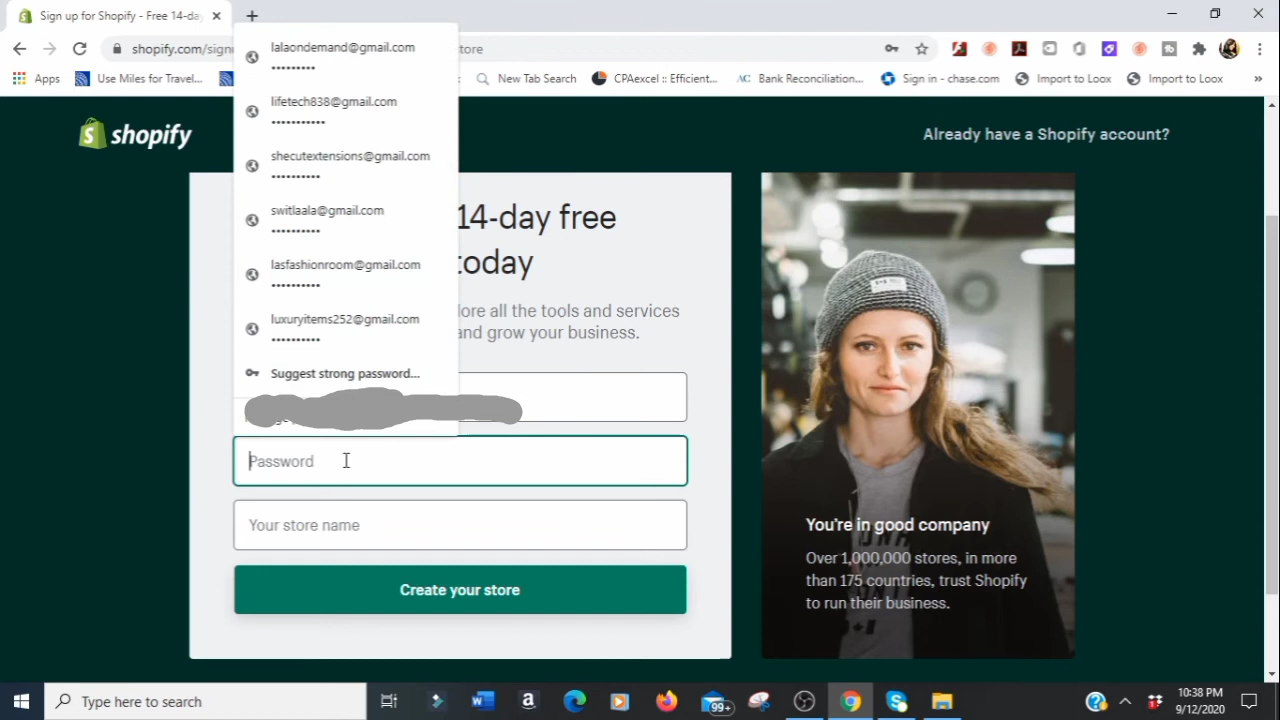 Sign up for Shopify - Free 14-da
shopify.com/sign
tore
Apps
Use Miles for Travel...
New Tab Search
CPAexcel :: Efficient...
AC
Bank Reconciliation...
Sign in - chase.com
Import to Loox
Import to Loox
»
lalaondemand@gmail.com
•••••••••
lifetech838@gmail.com
•••••••••••
shecutextensions@gmail.com
••••••••••
switlaala@gmail.com
••••••••••
lasfashionroom@gmail.com
••••••••••
luxuryitems252@gmail.com
••••••••••
Suggest strong password...
shopify
Already have a Shopify account?
14-day free
today
lore all the tools and services
and grow your business.
Password
Your store name
Create your store
You're in good company
Over 1,000,000 stores, in more
than 175 countries, trust Shopify
to run their business.
Type here to search
99+
10:38 PM
9/12/2020